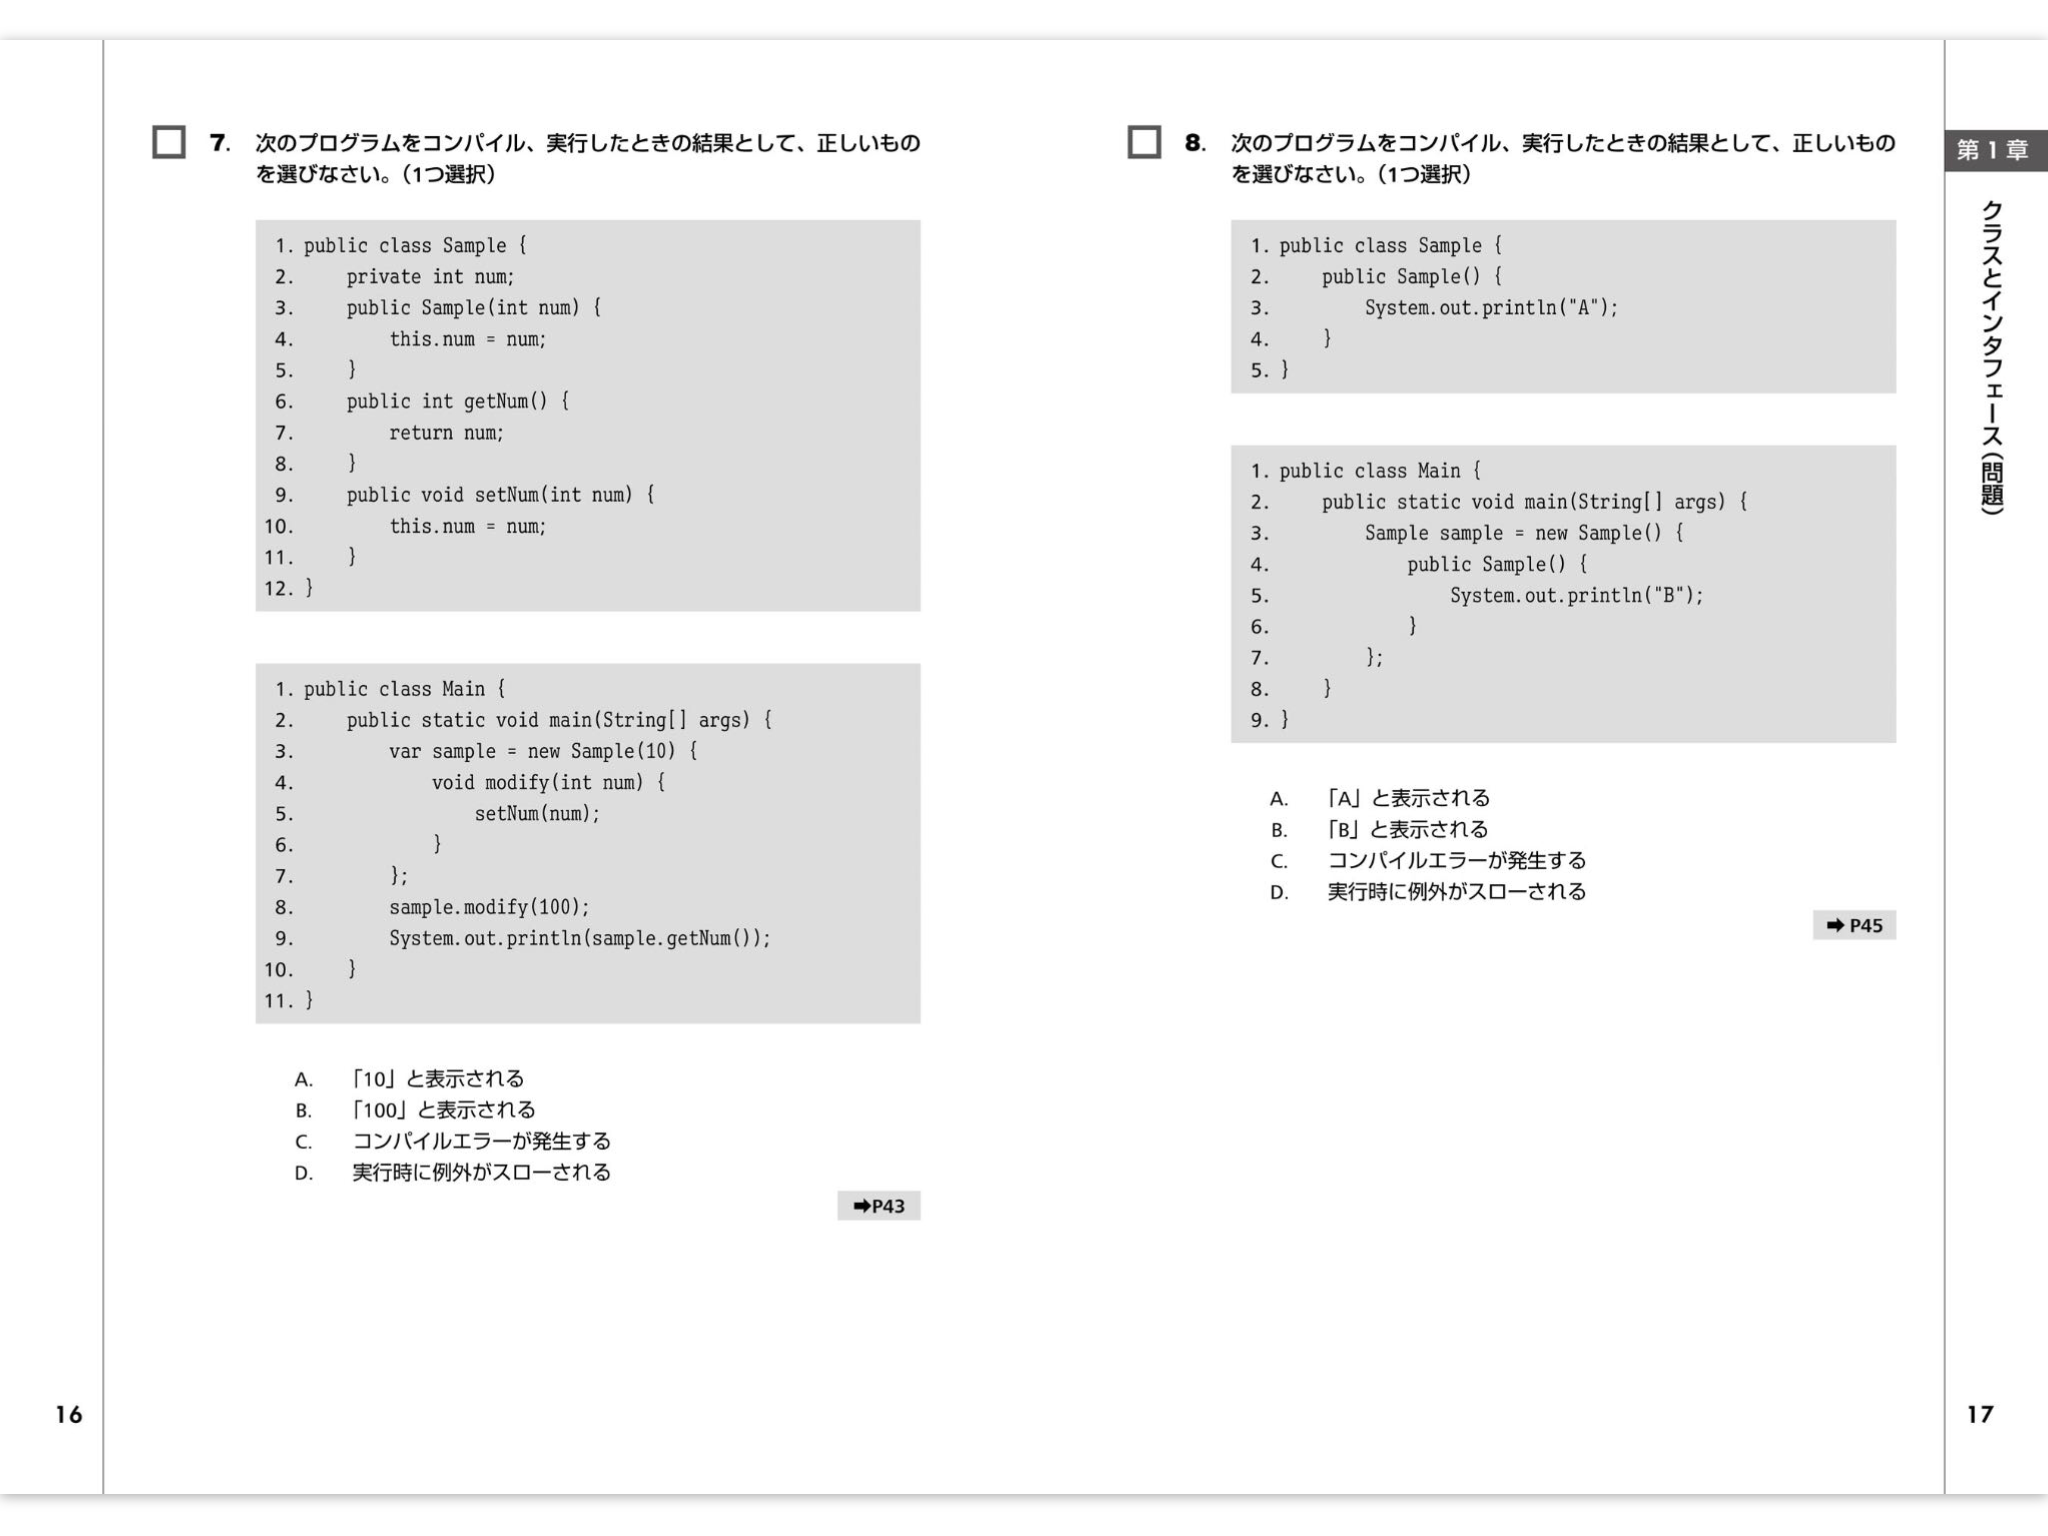 7. 次のプログラムをコンパイル、実行したときの結果として、正しいもの
を選びなさい。（1つ選択）
1. public class Sample {
2.     private int num;
3.     public Sample(int num) {
4.         this.num = num;
5.     }
6.     public int getNum() {
7.         return num;
8.     }
9.     public void setNum(int num) {
10.         this.num = num;
11.     }
12. }
1. public class Main {
2.     public static void main(String[] args) {
3.         var sample = new Sample(10) {
4.             void modify(int num) {
5.                 setNum(num);
6.             }
7.         };
8.         sample.modify(100);
9.         System.out.println(sample.getNum());
10.     }
11. }
A. 「10」と表示される
B. 「100」と表示される
C. コンパイルエラーが発生する
D. 実行時に例外がスローされる
➡P43
16
8. 次のプログラムをコンパイル、実行したときの結果として、正しいもの
を選びなさい。（1つ選択）
1. public class Sample {
2.     public Sample() {
3.         System.out.println("A");
4.     }
5. }
1. public class Main {
2.     public static void main(String[] args) {
3.         Sample sample = new Sample() {
4.             public Sample() {
5.                 System.out.println("B");
6.             }
7.         };
8.     }
9. }
A. 「A」と表示される
B. 「B」と表示される
C. コンパイルエラーが発生する
D. 実行時に例外がスローされる
➡ P45
第1章
クラスとインタフェース（問題）
17